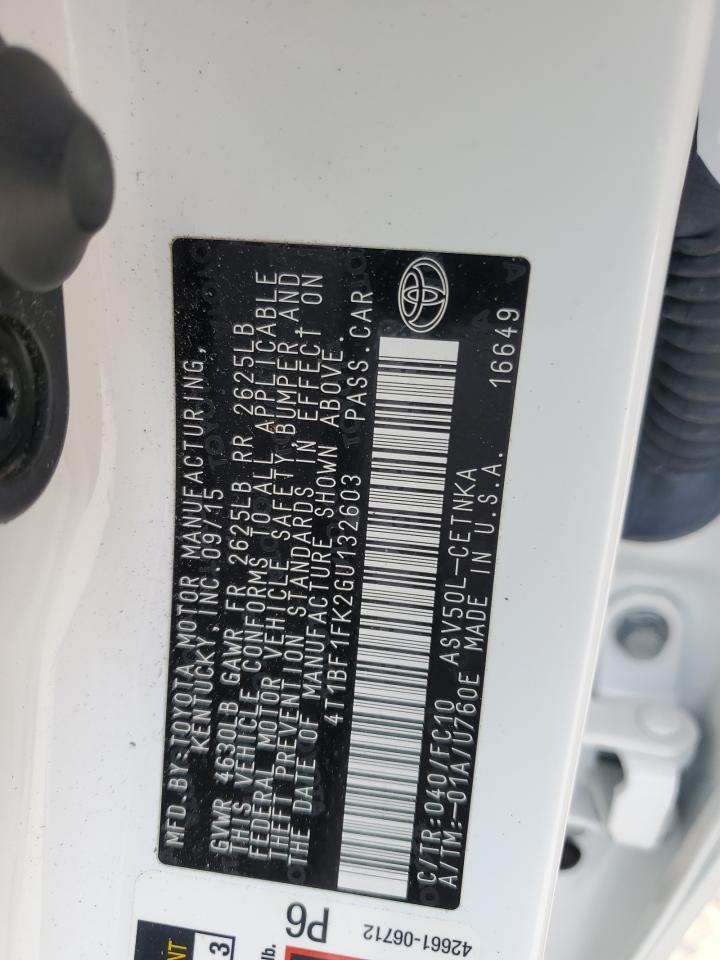 MFD.BY:TOYOTA MOTOR MANUFACTURING,
KENTUCKY, INC.09/15
GVWR 4630LB GAWR FR 2625LB RR 2625LB
THIS VEHICLE CONFORMS TO ALL APPLICABLE
FEDERAL MOTOR VEHICLE SAFETY, BUMPER, AND
THEFT PREVENTION STANDARDS IN EFFECT ON
THE DATE OF MANUFACTURE SHOWN ABOVE.
4T1BF1FK2GU132603 PASS.CAR
C/TR:040/FC10 ASV50L-CETNKA
A/TM:-01A/U760E MADE IN U.S.A. 16649
P6
42661-06712
3
lb.